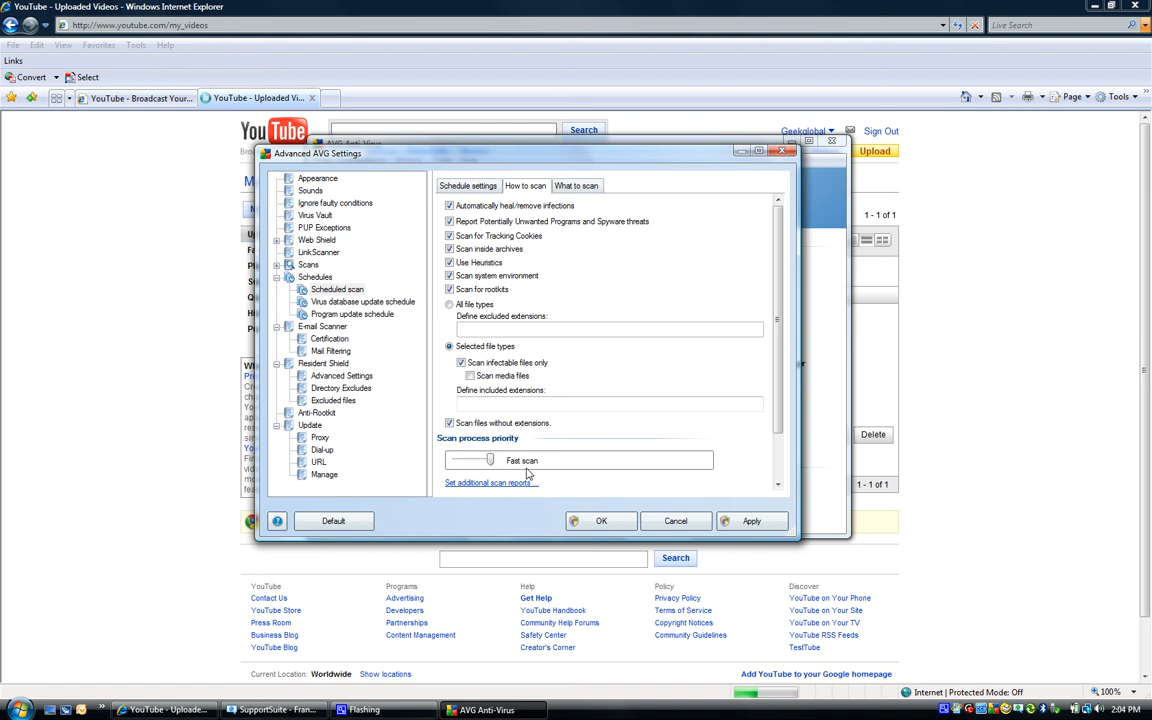 YouTube - Uploaded Videos - Windows Internet Explorer
http://www.youtube.com/my_videos
Live Search
File Edit View Favorites Tools Help
Links
Convert Select
YouTube - Broadcast Your... YouTube - Uploaded Vi... Page Tools
YouTube Search Geekglobal Sign Out
Upload
Advanced AVG Settings
Appearance
Sounds
Ignore faulty conditions
Virus Vault
PUP Exceptions
Web Shield
LinkScanner
Scans
Schedules
Scheduled scan
Virus database update schedule
Program update schedule
E-mail Scanner
Certification
Mail Filtering
Resident Shield
Advanced Settings
Directory Excludes
Excluded files
Anti-Rootkit
Update
Proxy
Dial-up
URL
Manage
Schedule settings How to scan What to scan
Automatically heal/remove infections
Report Potentially Unwanted Programs and Spyware threats
Scan for Tracking Cookies
Scan inside archives
Use Heuristics
Scan system environment
Scan for rootkits
All file types
Define excluded extensions:
Selected file types
Scan infectable files only
Scan media files
Define included extensions:
Scan files without extensions.
Scan process priority
Fast scan
Set additional scan reports ...
Default OK Cancel Apply
1 - 1 of 1
Delete
1 - 1 of 1
Search
YouTube
Contact Us
YouTube Store
Press Room
Business Blog
YouTube Blog
Programs
Advertising
Developers
Partnerships
Content Management
Help
Get Help
YouTube Handbook
Community Help Forums
Safety Center
Creator's Corner
Policy
Privacy Policy
Terms of Service
Copyright Notices
Community Guidelines
Discover
YouTube on Your Phone
YouTube on Your Site
YouTube on Your TV
YouTube RSS Feeds
TestTube
Current Location: Worldwide Show locations Add YouTube to your Google homepage
Internet | Protected Mode: Off 100%
YouTube - Uploade... SupportSuite - Fran... Flashing AVG Anti-Virus 2:04 PM